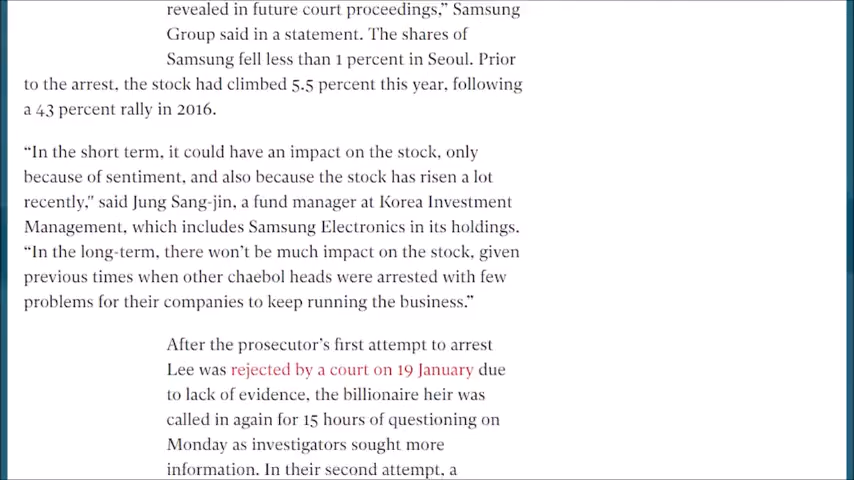 revealed in future court proceedings,” Samsung
Group said in a statement. The shares of
Samsung fell less than 1 percent in Seoul. Prior
to the arrest, the stock had climbed 5.5 percent this year, following
a 43 percent rally in 2016.
“In the short term, it could have an impact on the stock, only
because of sentiment, and also because the stock has risen a lot
recently," said Jung Sang-jin, a fund manager at Korea Investment
Management, which includes Samsung Electronics in its holdings.
“In the long-term, there won’t be much impact on the stock, given
previous times when other chaebol heads were arrested with few
problems for their companies to keep running the business.”
After the prosecutor’s first attempt to arrest
Lee was rejected by a court on 19 January due
to lack of evidence, the billionaire heir was
called in again for 15 hours of questioning on
Monday as investigators sought more
information. In their second attempt, a